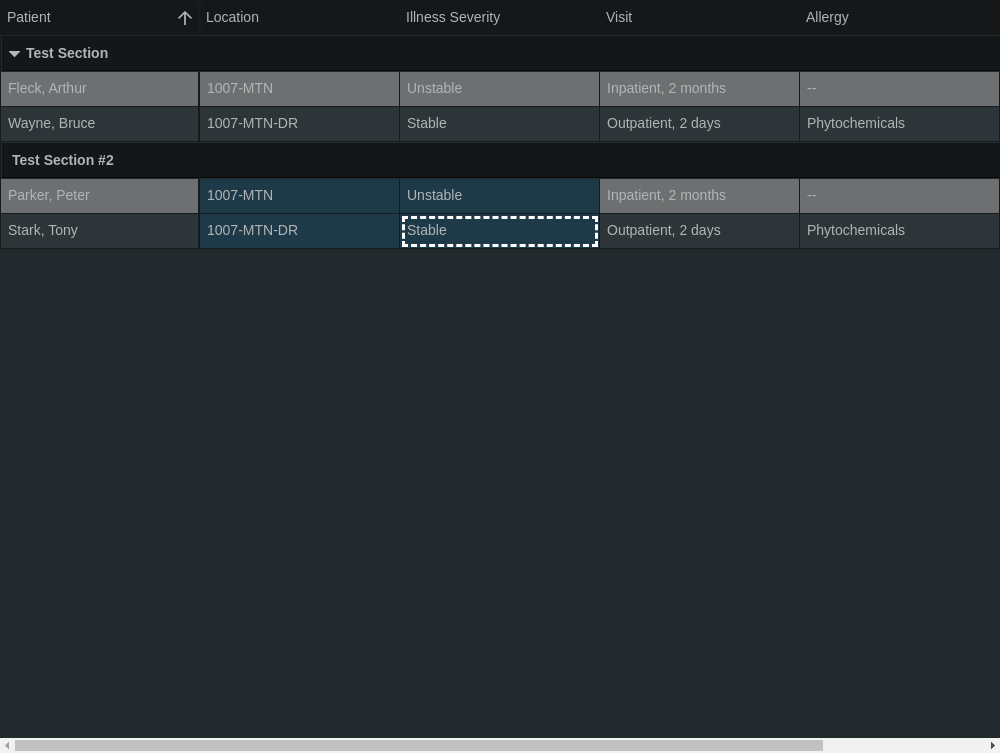 Patient Location Illness Severity Visit Allergy
Test Section
Fleck, Arthur 1007-MTN Unstable Inpatient, 2 months --
Wayne, Bruce 1007-MTN-DR Stable Outpatient, 2 days Phytochemicals
Test Section #2
Parker, Peter 1007-MTN Unstable Inpatient, 2 months --
Stark, Tony 1007-MTN-DR Stable Outpatient, 2 days Phytochemicals